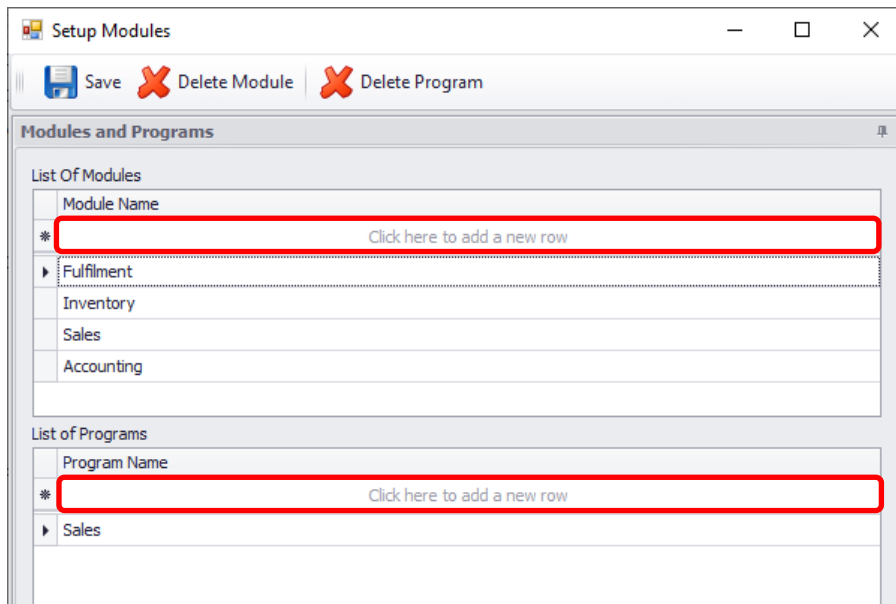 Setup Modules
Save Delete Module Delete Program
Modules and Programs
List Of Modules
Module Name
Click here to add a new row
Fulfilment
Inventory
Sales
Accounting
List of Programs
Program Name
Click here to add a new row
Sales